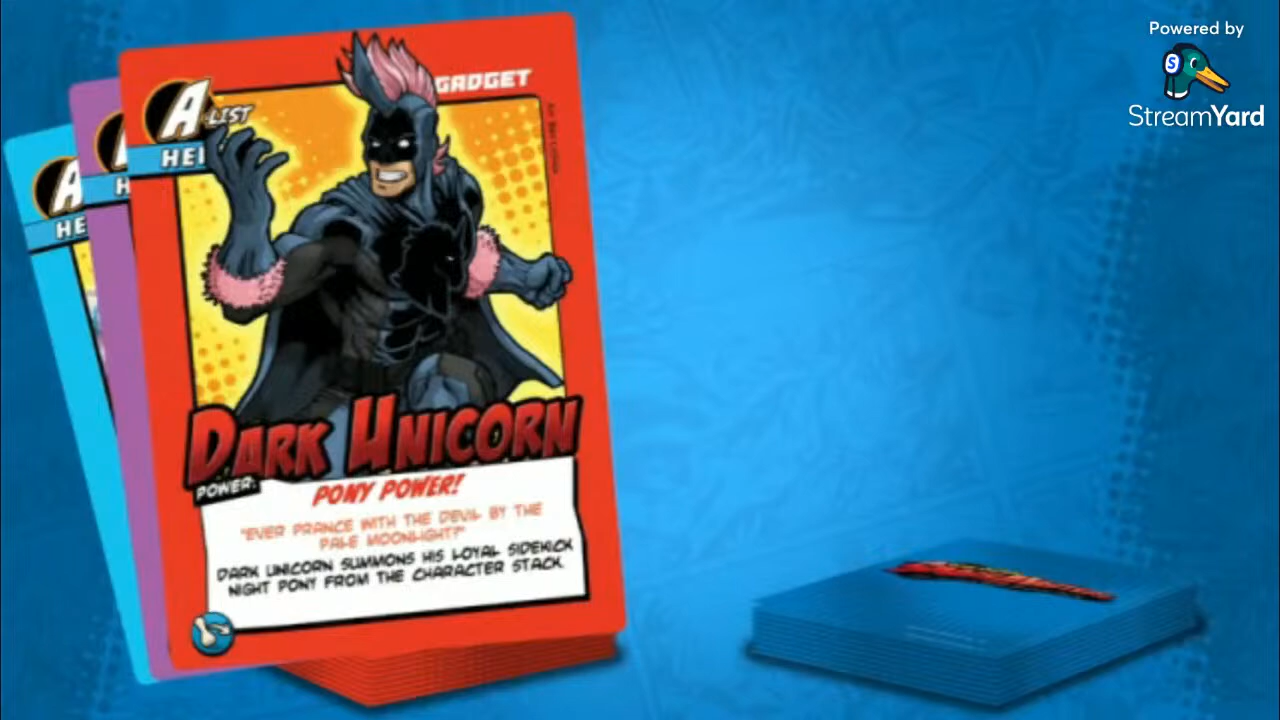 Powered by
StreamYard
A-LIST
HE
GADGET
A
H
A
HE
DARK UNICORN
POWER:
PONY POWER!
"EVER PRANCE WITH THE DEVIL BY THE
PALE MOONLIGHT?"
DARK UNICORN SUMMONS HIS LOYAL SIDEKICK
NIGHT PONY FROM THE CHARACTER STACK.